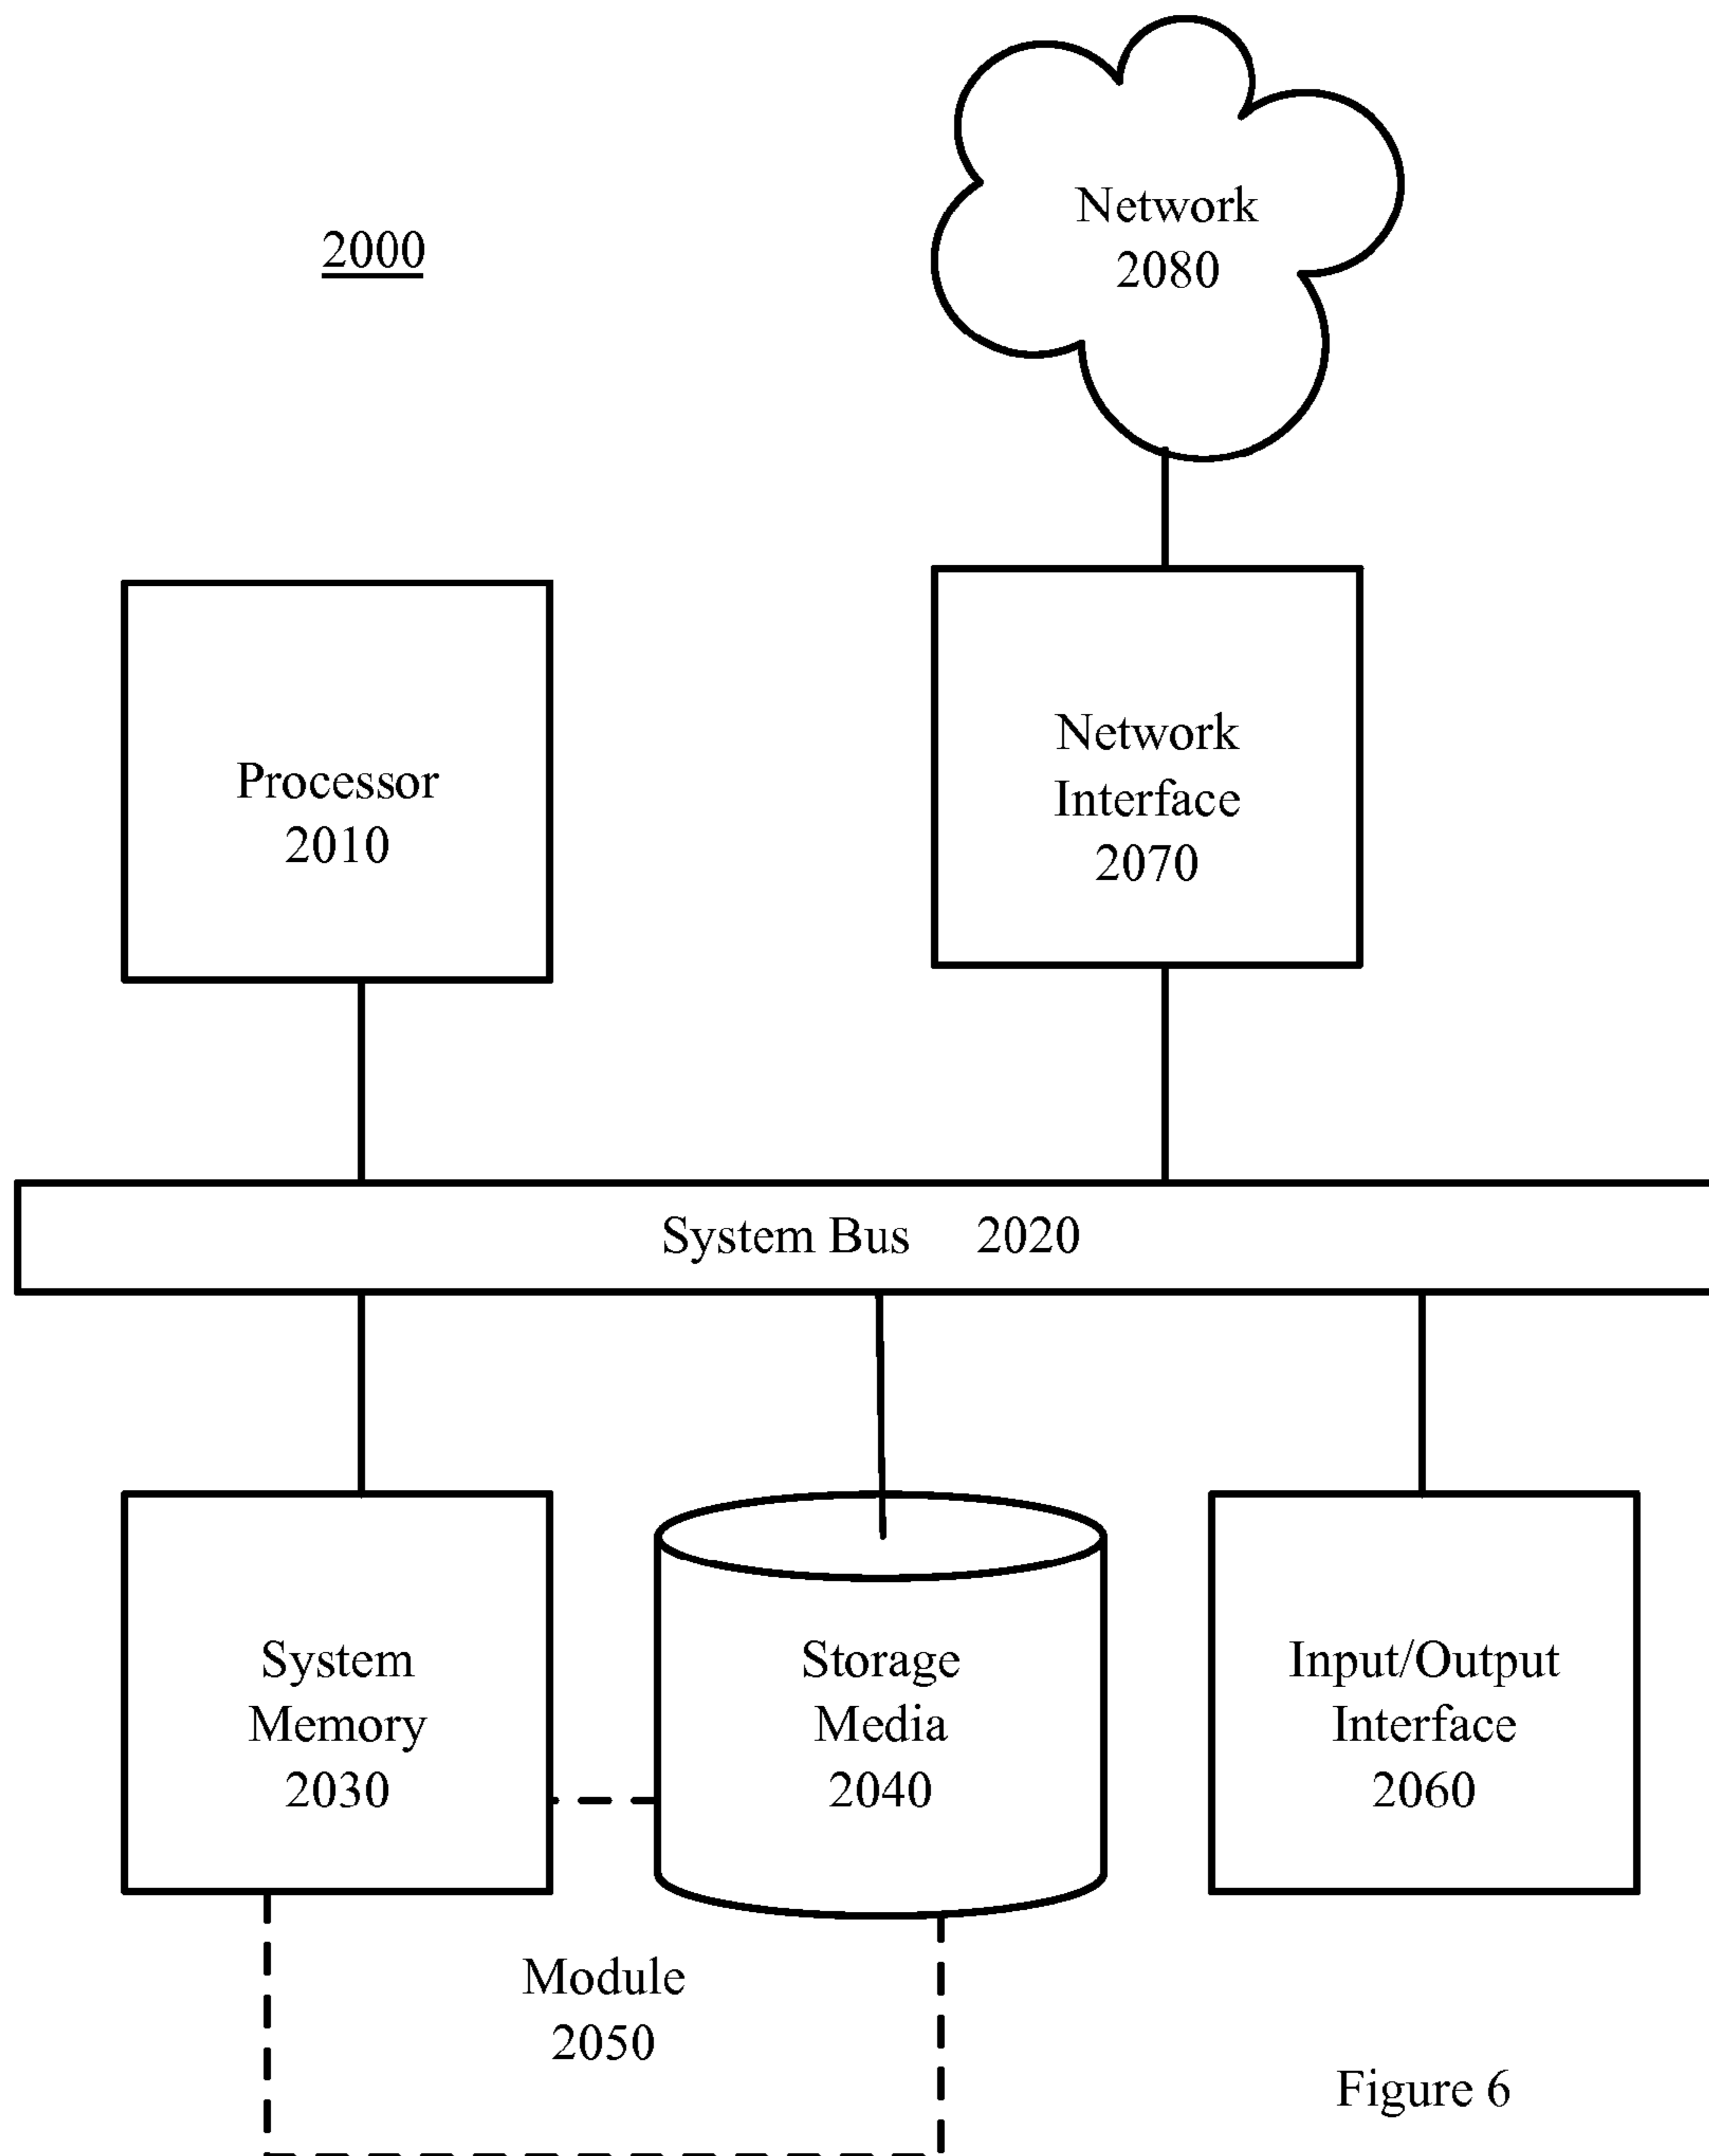 Network
2080
2000
Processor
2010
Network
Interface
2070
System Bus 2020
System
Memory
2030
Storage
Media
2040
Input/Output
Interface
2060
Module
2050
Figure 6